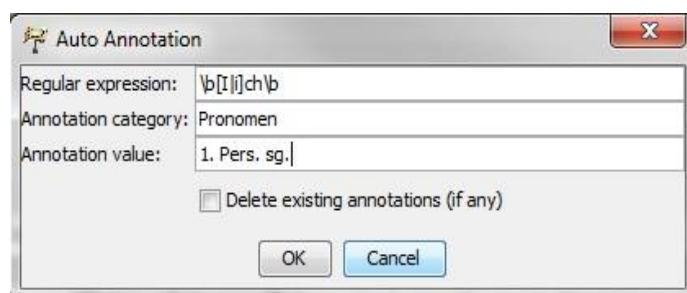 Auto Annotation
Regular expression: \b[I|i]ch\b
Annotation category: Pronomen
Annotation value: 1. Pers. sg.
Delete existing annotations (if any)
OK Cancel